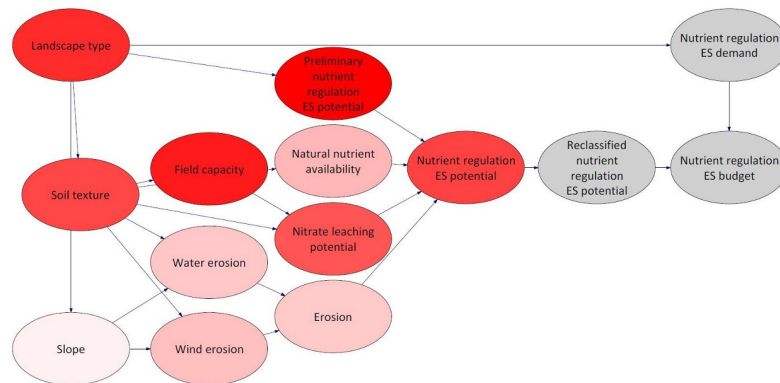 Landscape type
Nutrient regulation
ES demand
Preliminary
nutrient
regulation
ES potential
Field capacity
Natural nutrient
availability
Nutrient regulation
ES potential
Reclassified
nutrient
regulation
ES potential
Nutrient regulation
ES budget
Soil texture
Nitrate leaching
potential
Water erosion
Erosion
Slope
Wind erosion